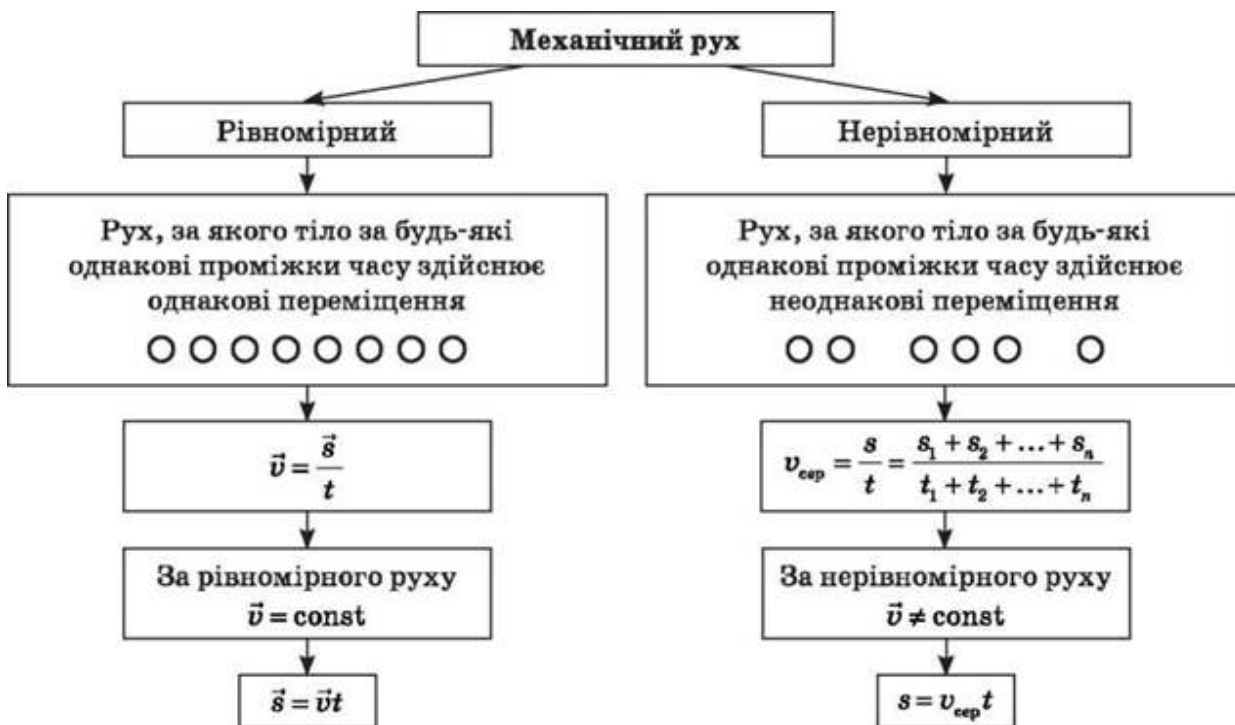 Механічний рух
Рівномірний
Рух, за якого тіло за будь-які
однакові проміжки часу здійснює
однакові переміщення
v⃗ = s⃗ / t
За рівномірного руху
v⃗ = const
s⃗ = v⃗t
Нерівномірний
Рух, за якого тіло за будь-які
однакові проміжки часу здійснює
неоднакові переміщення
v_сер = s / t = (s₁ + s₂ + ... + sₙ) / (t₁ + t₂ + ... + tₙ)
За нерівномірного руху
v⃗ ≠ const
s = v_сер t